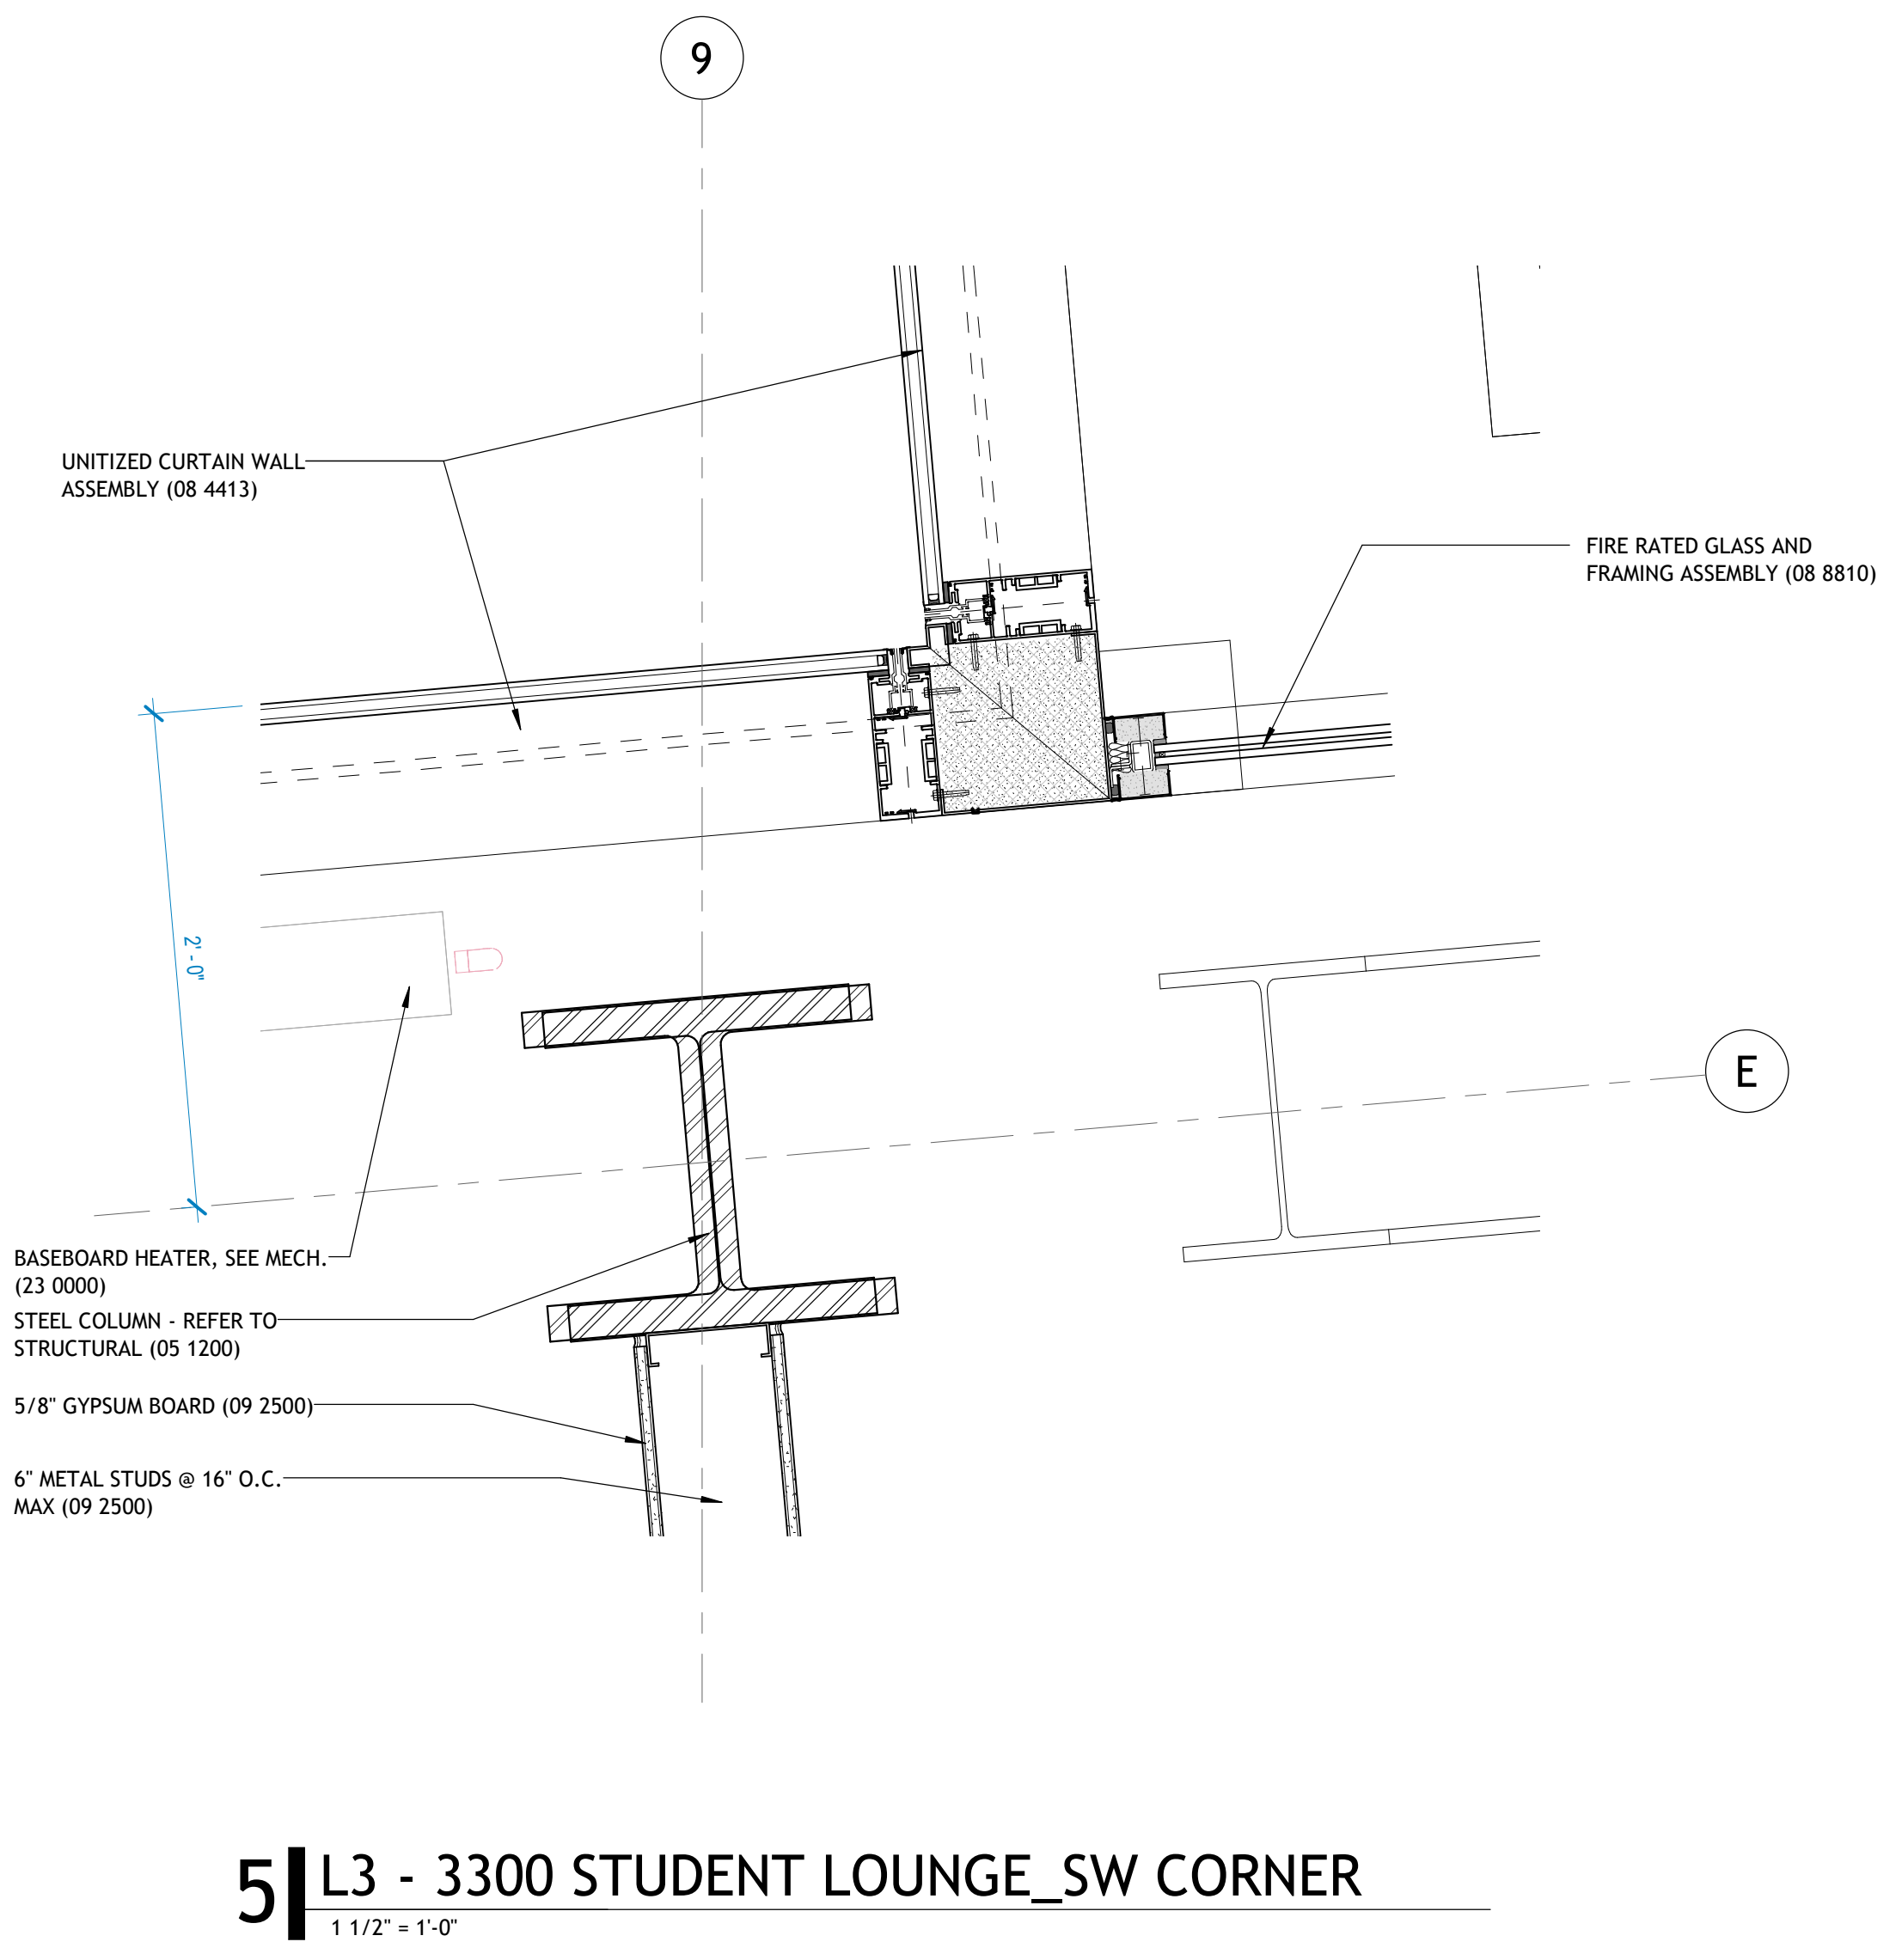 9
UNITIZED CURTAIN WALL
ASSEMBLY (08 4413)
FIRE RATED GLASS AND
FRAMING ASSEMBLY (08 8810)
2' - 0"
E
BASEBOARD HEATER, SEE MECH.
(23 0000)
STEEL COLUMN - REFER TO
STRUCTURAL (05 1200)
5/8" GYPSUM BOARD (09 2500)
6" METAL STUDS @ 16" O.C.
MAX (09 2500)
5
L3 - 3300 STUDENT LOUNGE_SW CORNER
1 1/2" = 1'-0"